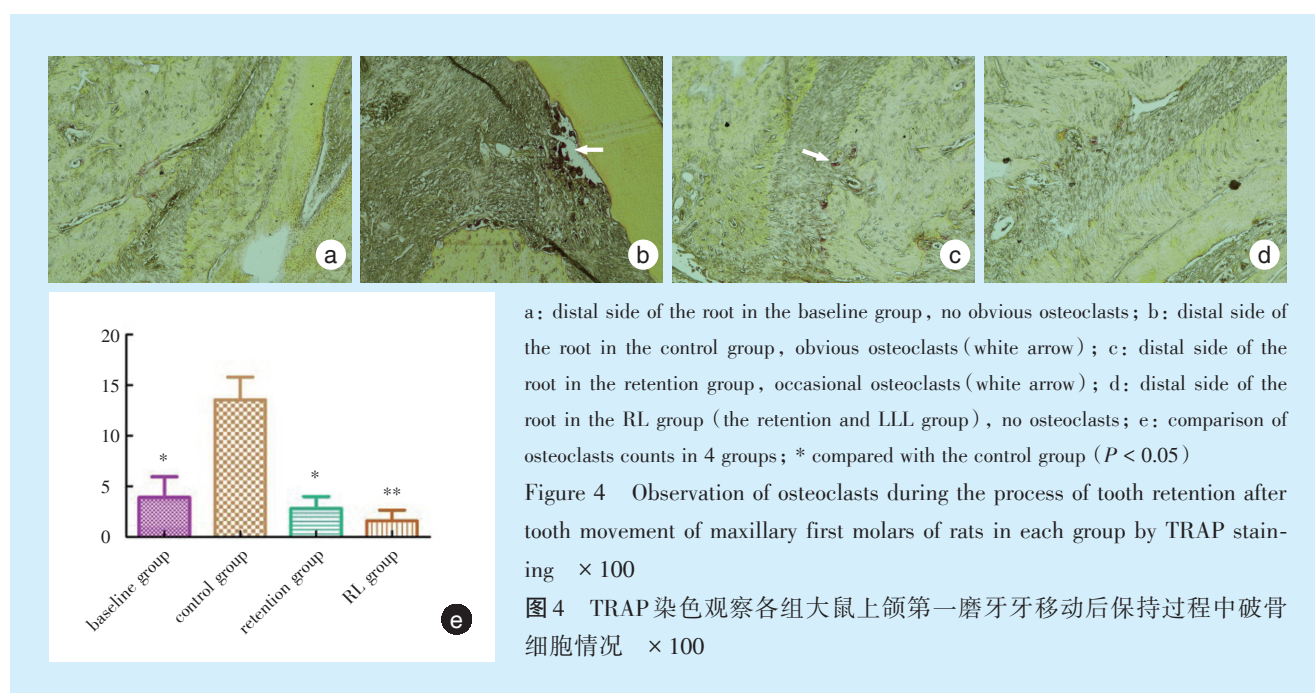 a
b
c
d
20
15
10
5
0
*
*
**
baseline group
control group
retention group
RL group
e
a: distal side of the root in the baseline group, no obvious osteoclasts; b: distal side of
the root in the control group, obvious osteoclasts (white arrow); c: distal side of the
root in the retention group, occasional osteoclasts (white arrow); d: distal side of the
root in the RL group (the retention and LLL group), no osteoclasts; e: comparison of
osteoclasts counts in 4 groups; * compared with the control group (P < 0.05)
Figure 4 Observation of osteoclasts during the process of tooth retention after
tooth movement of maxillary first molars of rats in each group by TRAP stain-
ing × 100
图4 TRAP染色观察各组大鼠上颌第一磨牙牙移动后保持过程中破骨
细胞情况 × 100